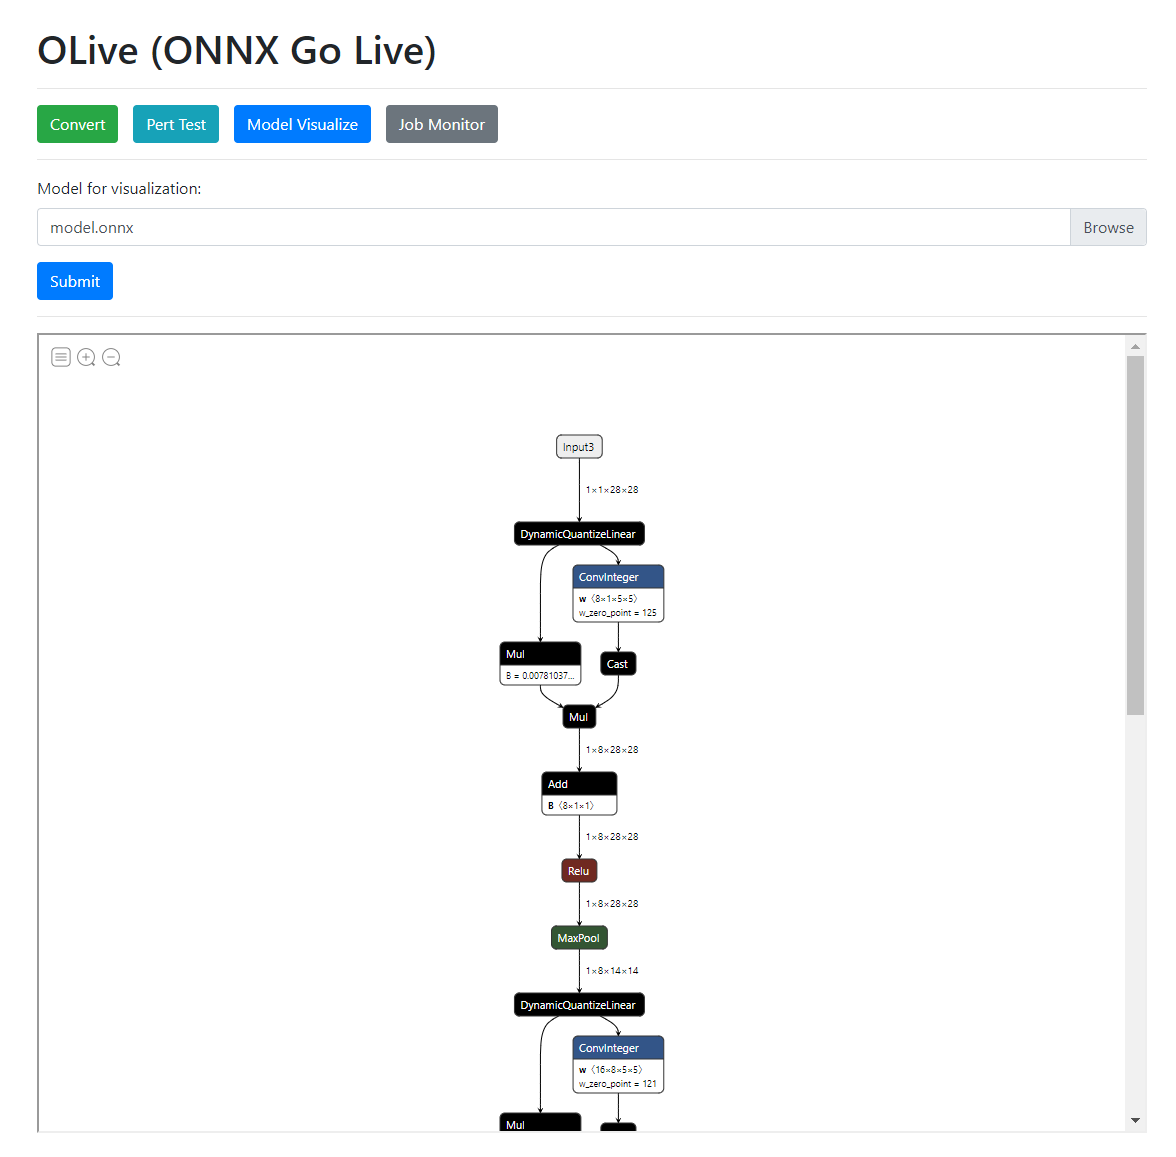 OLive (ONNX Go Live)
Convert Pert Test Model Visualize Job Monitor
Model for visualization:
model.onnx Browse
Submit
Input3
1×1×28×28
DynamicQuantizeLinear
ConvInteger
w ⟨8×1×5×5⟩
w_zero_point = 125
Mul
B = 0.00781037...
Cast
Mul
1×8×28×28
Add
B ⟨8×1×1⟩
1×8×28×28
Relu
1×8×28×28
MaxPool
1×8×14×14
DynamicQuantizeLinear
ConvInteger
w ⟨16×8×5×5⟩
w_zero_point = 121
Mul